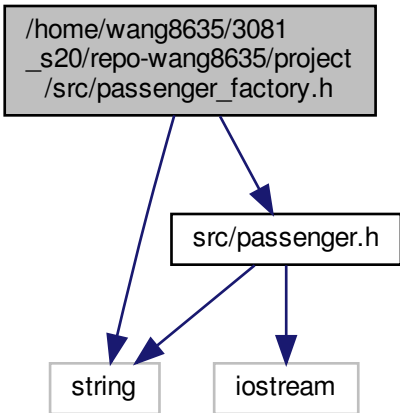 /home/wang8635/3081
_s20/repo-wang8635/project
/src/passenger_factory.h
src/passenger.h
string
iostream